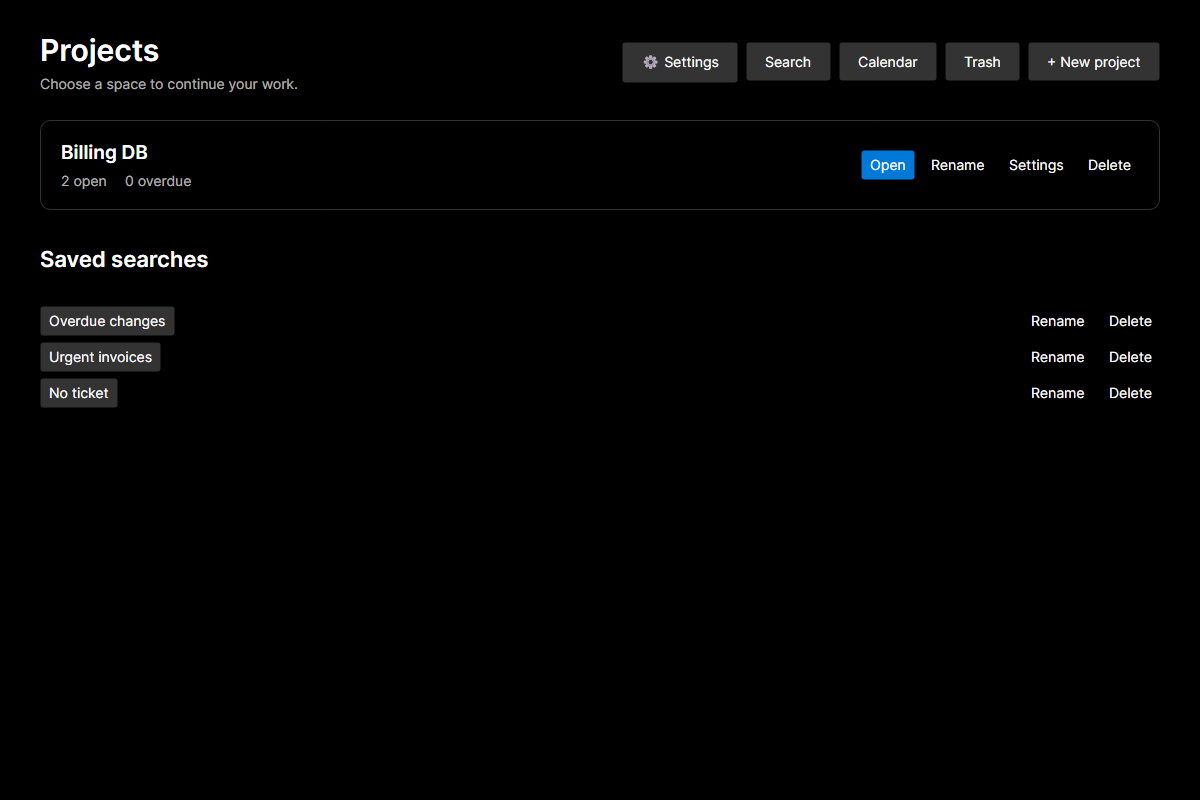 Projects
Choose a space to continue your work.
Settings Search Calendar Trash + New project
Billing DB
2 open 0 overdue
Open Rename Settings Delete
Saved searches
Overdue changes Rename Delete
Urgent invoices Rename Delete
No ticket Rename Delete